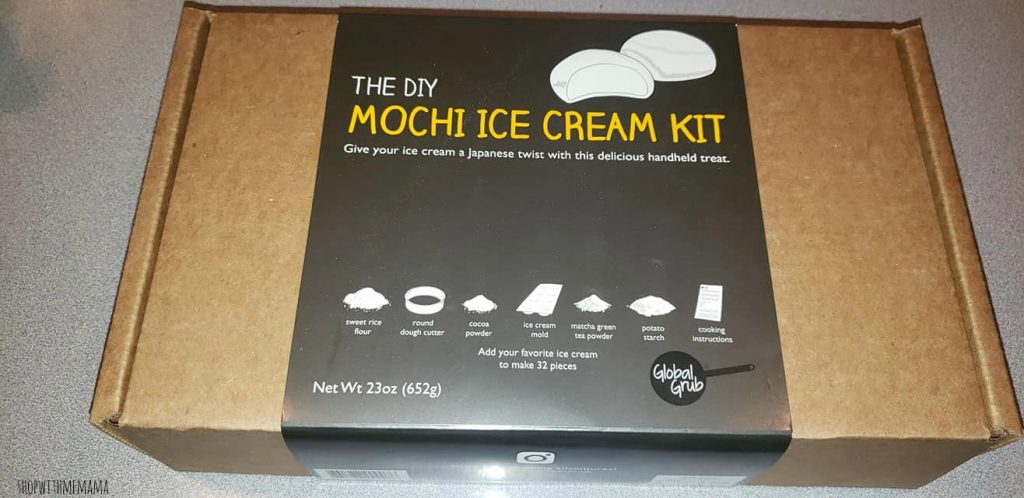 THE DIY
MOCHI ICE CREAM KIT
Give your ice cream a Japanese twist with this delicious handheld treat.
sweet rice
flour
round
dough cutter
cocoa
powder
ice cream
mold
matcha green
tea powder
potato
starch
cooking
instructions
Add your favorite ice cream
to make 32 pieces
Net Wt 23oz (652g)
Global
Grub
SHOPWITHMEMAMA